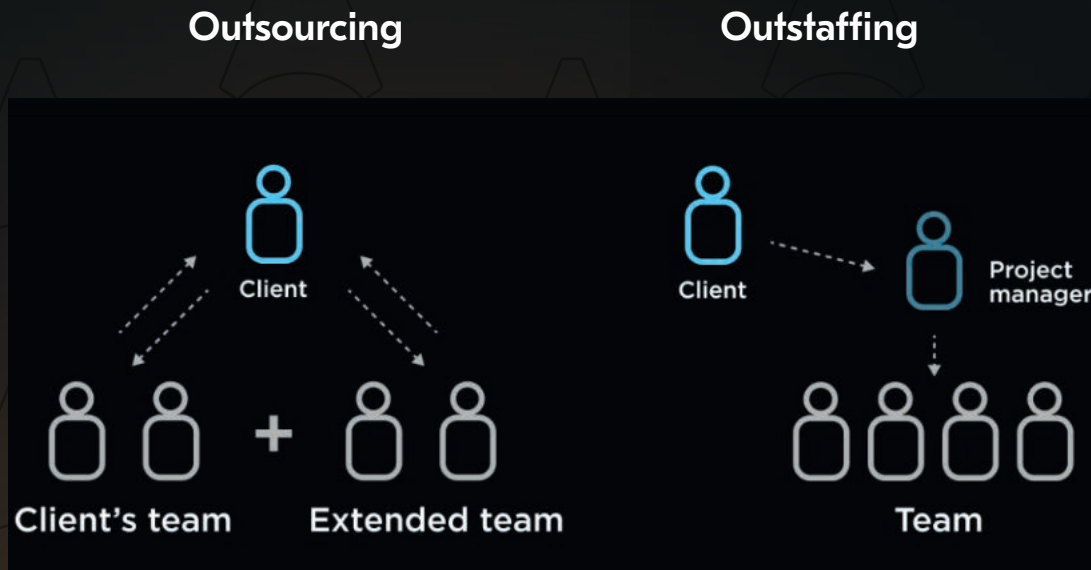 Outsourcing
Outstaffing
Client
Client's team
+
Extended team
Client
Project
manager
Team